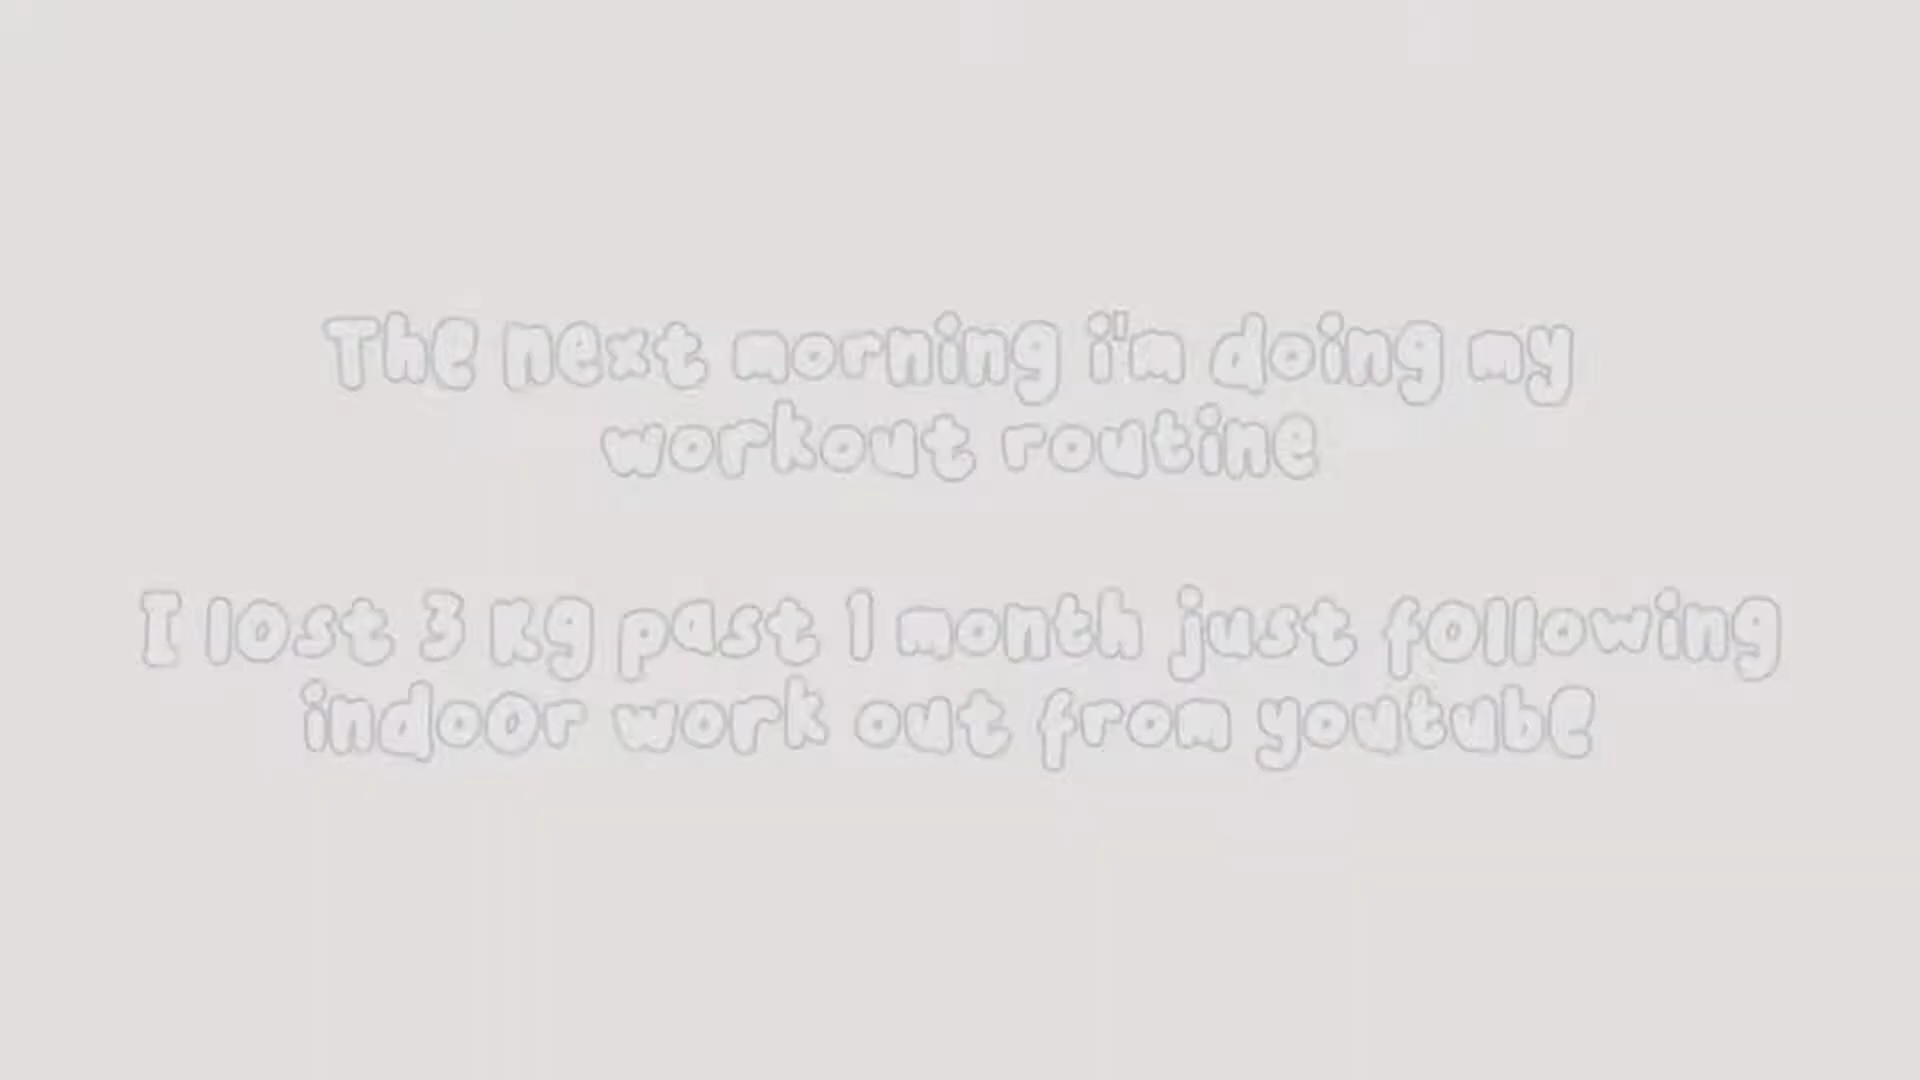 The next morning i'm doing my
workout routine
I lost 3 Kg past 1 month just following
indoor work out from youtube